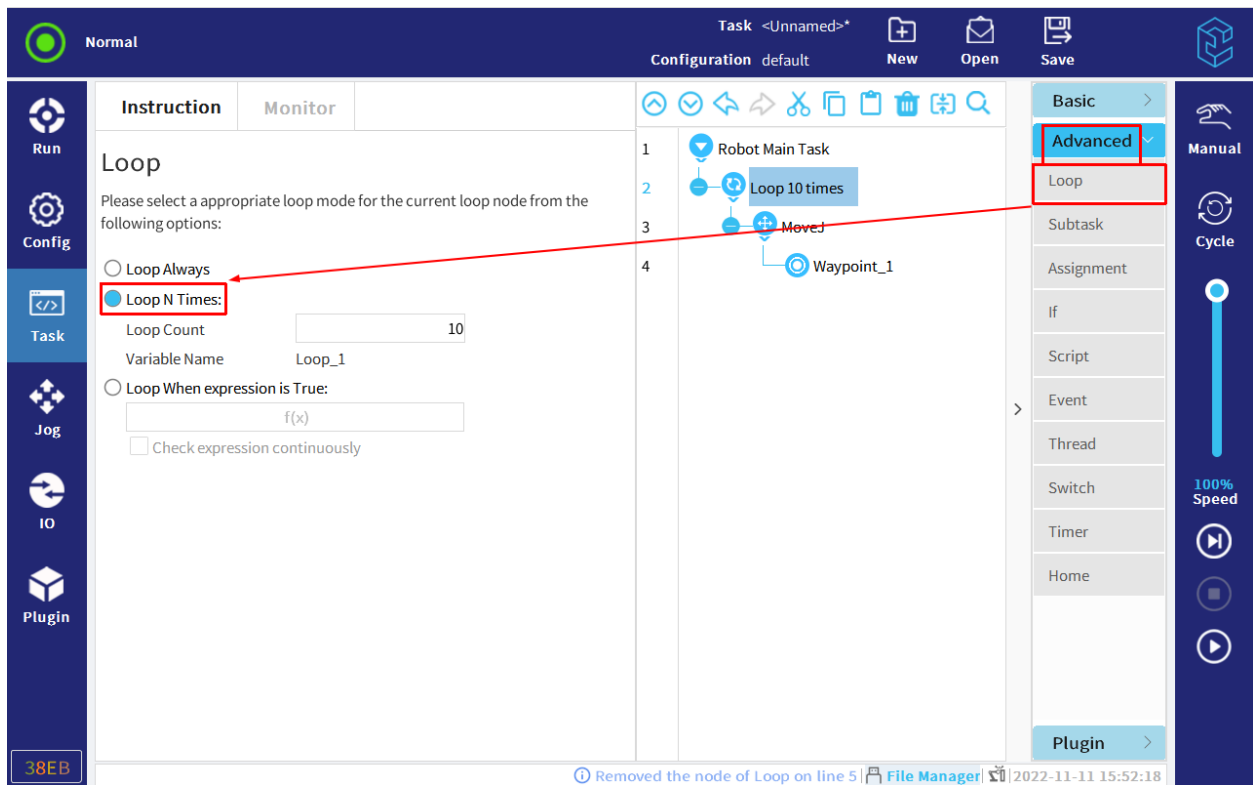 Normal
Task <Unnamed>*
Configuration default
New
Open
Save
Run
Config
Task
Jog
IO
Plugin
38EB
Instruction Monitor
Loop
Please select a appropriate loop mode for the current loop node from the
following options:
Loop Always
Loop N Times:
Loop Count 10
Variable Name Loop_1
Loop When expression is True:
f(x)
Check expression continuously
1 Robot Main Task
2 Loop 10 times
3 MoveJ
4 Waypoint_1
Basic
Advanced
Loop
Subtask
Assignment
If
Script
Event
Thread
Switch
Timer
Home
Plugin
Manual
Cycle
100%
Speed
Removed the node of Loop on line 5 File Manager 2022-11-11 15:52:18